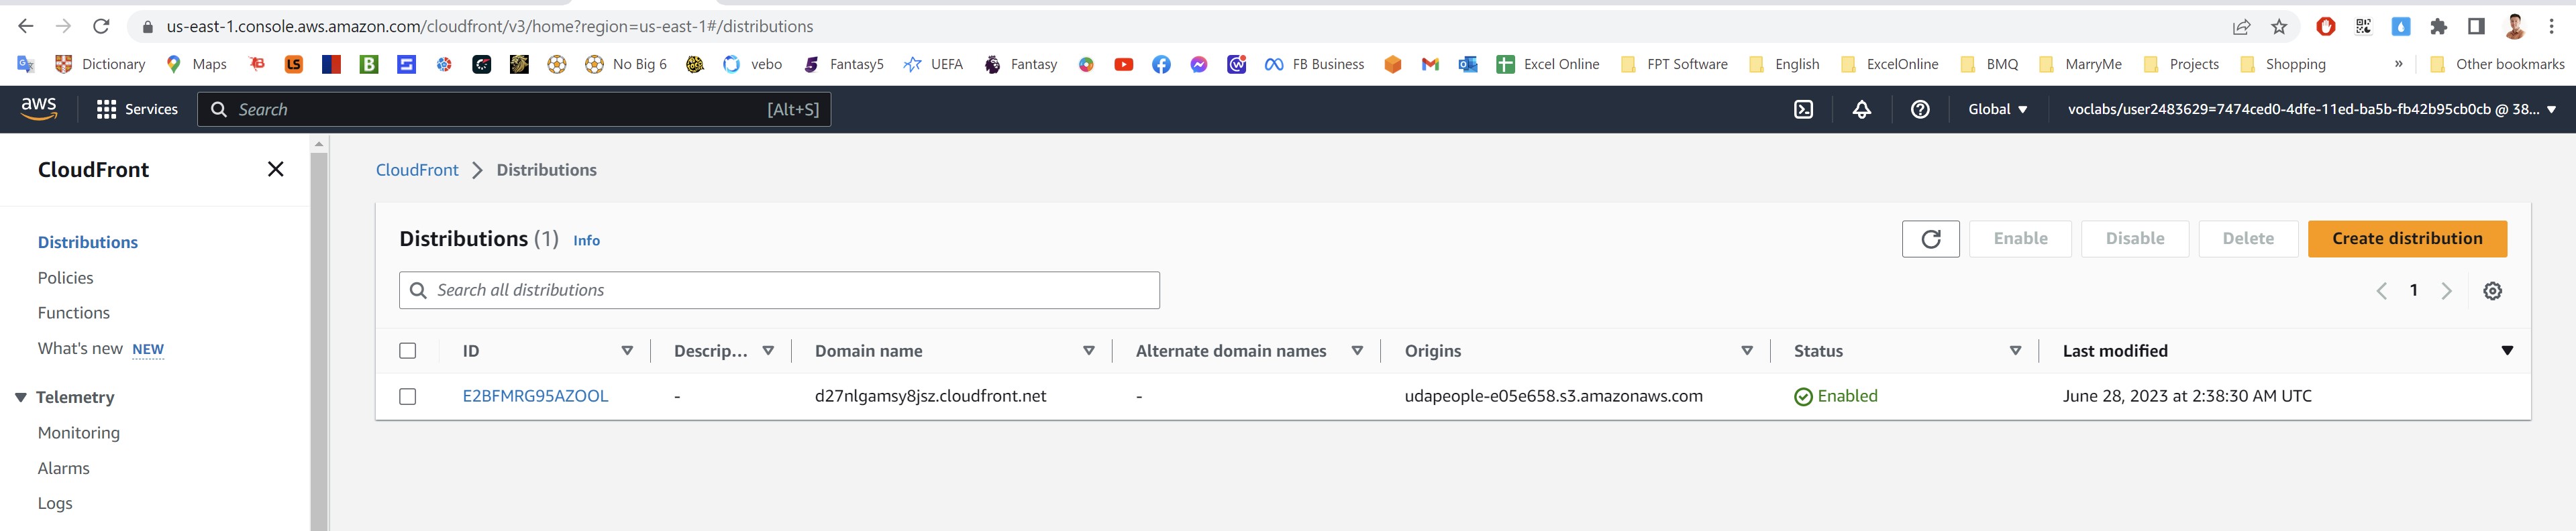 us-east-1.console.aws.amazon.com/cloudfront/v3/home?region=us-east-1#/distributions
Dictionary Maps LS B No Big 6 vebo Fantasy5 UEFA Fantasy FB Business Excel Online FPT Software English ExcelOnline BMQ MarryMe Projects Shopping » Other bookmarks
aws Services Search [Alt+S] Global voclabs/user2483629=7474ced0-4dfe-11ed-ba5b-fb42b95cb0cb @ 38...
CloudFront
CloudFront > Distributions
Distributions
Policies
Functions
What's new NEW
Telemetry
Monitoring
Alarms
Logs
Distributions (1) Info
Enable Disable Delete Create distribution
Search all distributions
1
ID Descrip... Domain name Alternate domain names Origins Status Last modified
E2BFMRG95AZOOL - d27nlgamsy8jsz.cloudfront.net - udapeople-e05e658.s3.amazonaws.com Enabled June 28, 2023 at 2:38:30 AM UTC